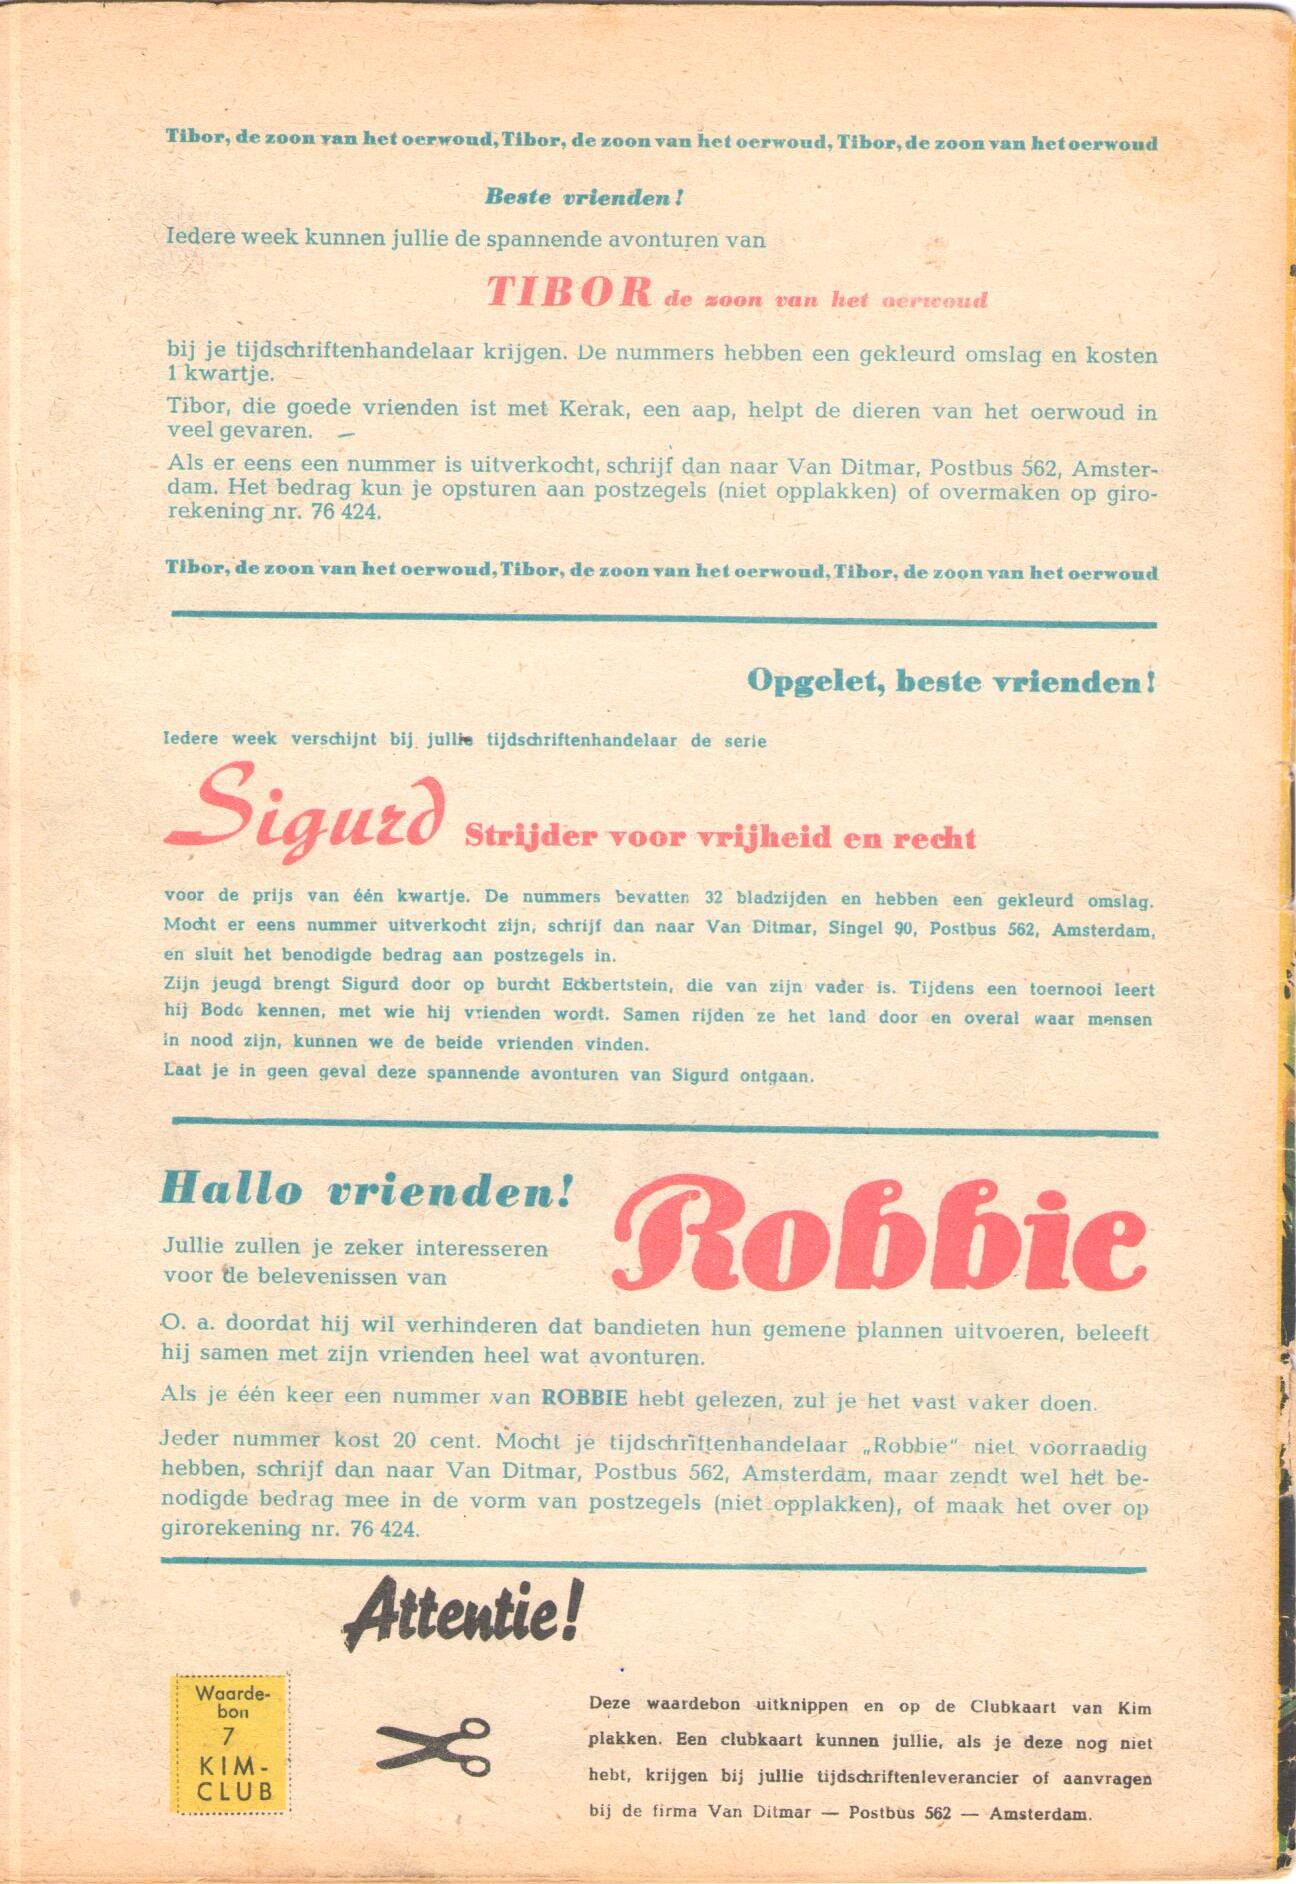 Tibor, de zoon van het oerwoud, Tibor, de zoon van het oerwoud, Tibor, de zoon van het oerwoud
Beste vrienden!
Iedere week kunnen jullie de spannende avonturen van
TIBOR de zoon van het oerwoud
bij je tijdschriftenhandelaar krijgen. De nummers hebben een gekleurd omslag en kosten
1 kwartje.
Tibor, die goede vrienden ist met Kerak, een aap, helpt de dieren van het oerwoud in
veel gevaren. —
Als er eens een nummer is uitverkocht, schrijf dan naar Van Ditmar, Postbus 562, Amster-
dam. Het bedrag kun je opsturen aan postzegels (niet opplakken) of overmaken op giro-
rekening nr. 76 424.
Tibor, de zoon van het oerwoud, Tibor, de zoon van het oerwoud, Tibor, de zoon van het oerwoud
Opgelet, beste vrienden!
Iedere week verschijnt bij jullie tijdschriftenhandelaar de serie
Sigurd Strijder voor vrijheid en recht
voor de prijs van één kwartje. De nummers bevatten 32 bladzijden en hebben een gekleurd omslag.
Mocht er eens nummer uitverkocht zijn, schrijf dan naar Van Ditmar, Singel 90, Postbus 562, Amsterdam,
en sluit het benodigde bedrag aan postzegels in.
Zijn jeugd brengt Sigurd door op burcht Eckbertstein, die van zijn vader is. Tijdens een toernooi leert
hij Bodo kennen, met wie hij vrienden wordt. Samen rijden ze het land door en overal waar mensen
in nood zijn, kunnen we de beide vrienden vinden.
Laat je in geen geval deze spannende avonturen van Sigurd ontgaan.
Hallo vrienden!
Jullie zullen je zeker interesseren
voor de belevenissen van
Robbie
O. a. doordat hij wil verhinderen dat bandieten hun gemene plannen uitvoeren, beleeft
hij samen met zijn vrienden heel wat avonturen.
Als je één keer een nummer van ROBBIE hebt gelezen, zul je het vast vaker doen.
Jeder nummer kost 20 cent. Mocht je tijdschriftenhandelaar „Robbie“ niet voorraadig
hebben, schrijf dan naar Van Ditmar, Postbus 562, Amsterdam, maar zendt wel het be-
nodigde bedrag mee in de vorm van postzegels (niet opplakken), of maak het over op
girorekening nr. 76 424.
Attentie!
Waarde-
bon
7
KIM-
CLUB
Deze waardebon uitknippen en op de Clubkaart van Kim
plakken. Een clubkaart kunnen jullie, als je deze nog niet
hebt, krijgen bij jullie tijdschriftenleverancier of aanvragen
bij de firma Van Ditmar — Postbus 562 — Amsterdam.